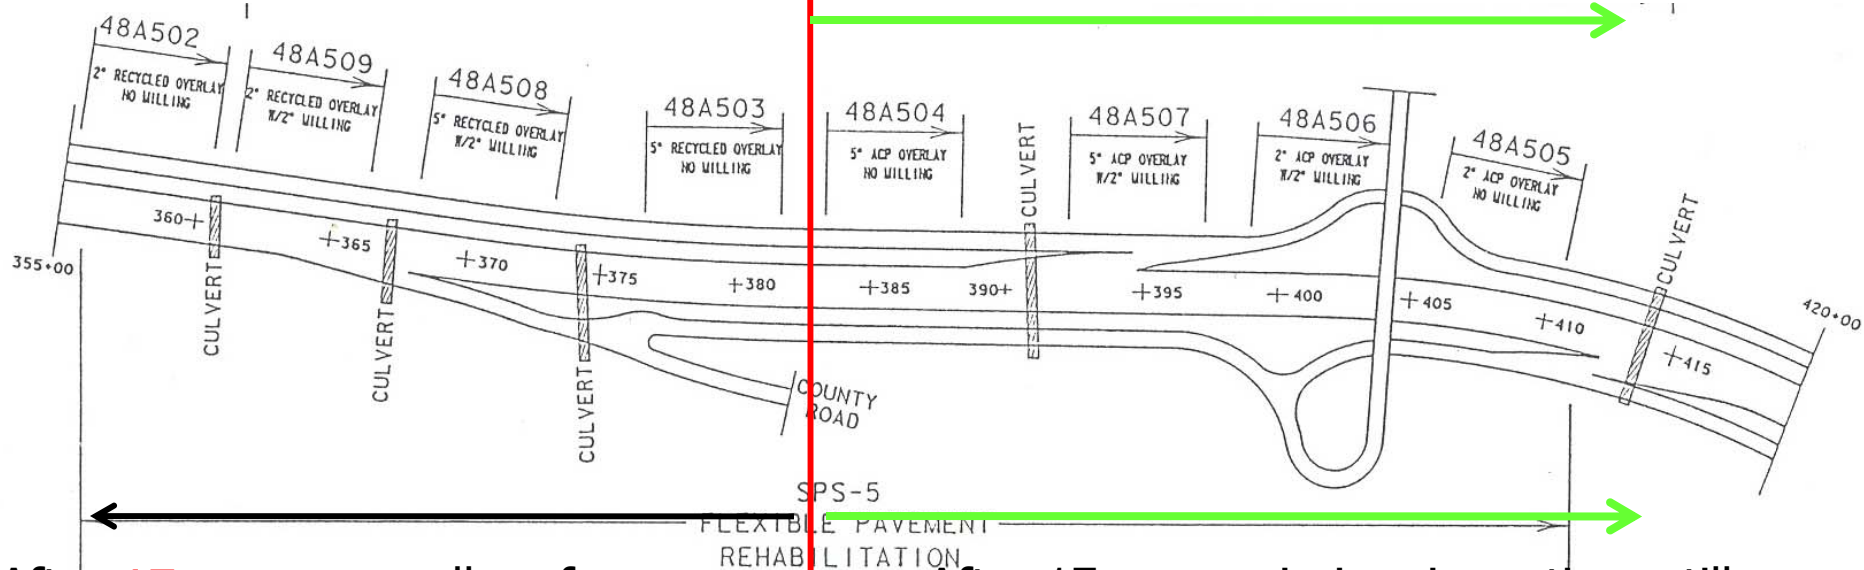 48A502
2" RECYCLED OVERLAY
NO MILLING
48A509
2" RECYCLED OVERLAY
W/2" MILLING
48A508
5" RECYCLED OVERLAY
W/2" MILLING
48A503
5" RECYCLED OVERLAY
NO MILLING
48A504
5" ACP OVERLAY
NO MILLING
48A507
5" ACP OVERLAY
W/2" MILLING
48A506
2" ACP OVERLAY
W/2" MILLING
48A505
2" ACP OVERLAY
NO MILLING
355+00
360
365
370
375
380
385
390
395
400
405
410
415
420+00
CULVERT
CULVERT
CULVERT
CULVERT
CULVERT
COUNTY
ROAD
SPS-5
FLEXIBLE PAVEMENT
REHABILITATION